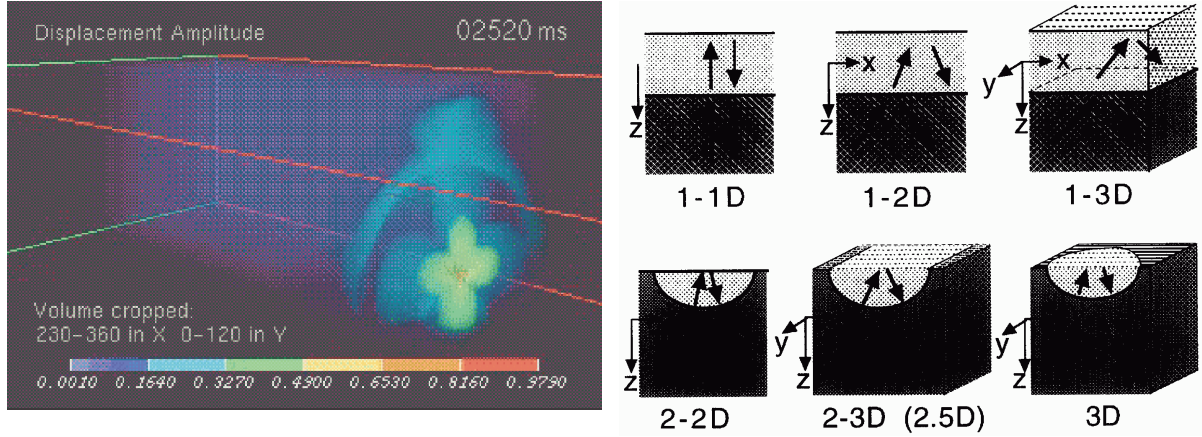 Displacement Amplitude 02520 ms
Volume cropped:
230-360 in X 0-120 in Y
0.0010 0.1640 0.3270 0.4900 0.6530 0.8160 0.9790
z
1-1D
x
z
1-2D
x
y
z
1-3D
z
2-2D
y
z
2-3D (2.5D)
y
z
3D